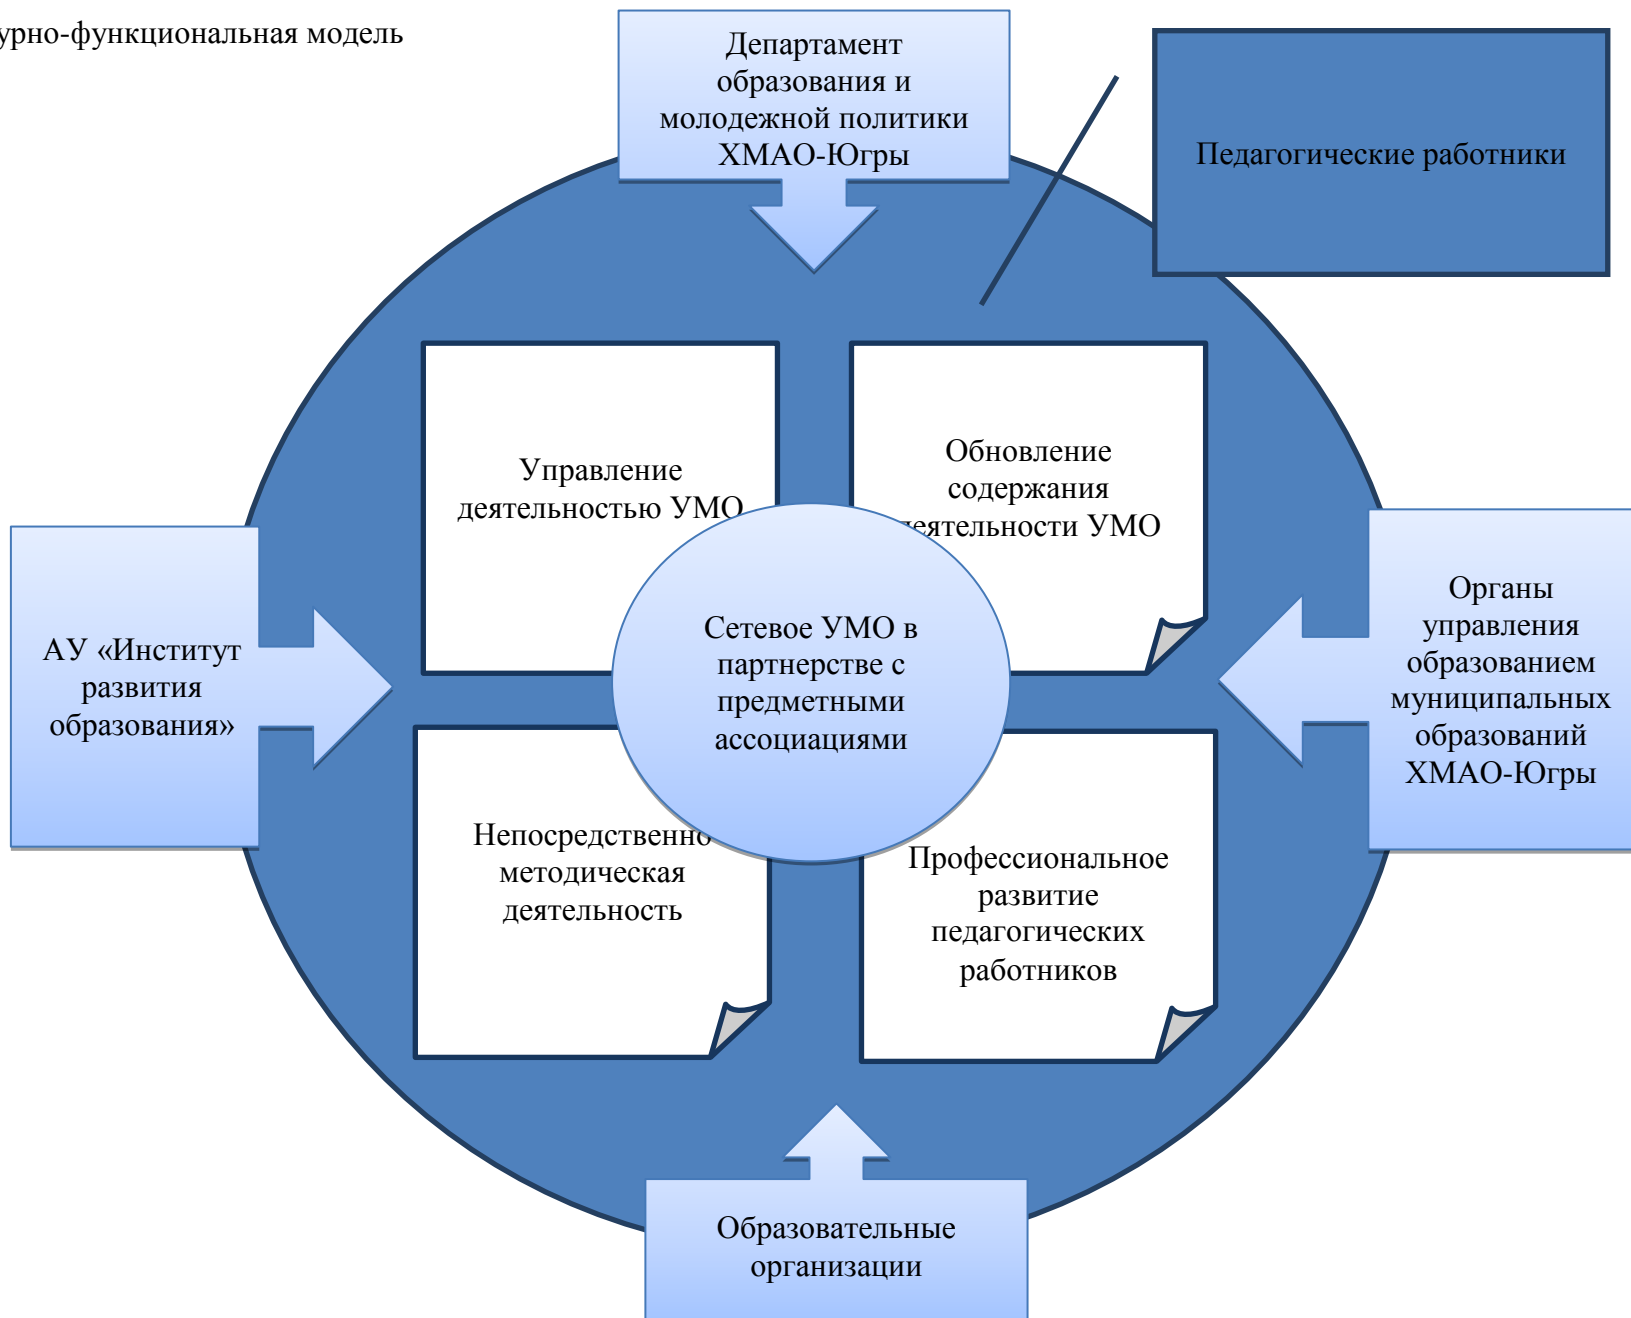 урно-функциональная модель
Департамент
образования и
молодежной политики
ХМАО-Югры
Педагогические работники
Управление
деятельностью УМО
Обновление
содержания
деятельности УМО
АУ «Институт
развития
образования»
Сетевое УМО в
партнерстве с
предметными
ассоциациями
Органы
управления
образованием
муниципальных
образований
ХМАО-Югры
Непосредственно
методическая
деятельность
Профессиональное
развитие
педагогических
работников
Образовательные
организации